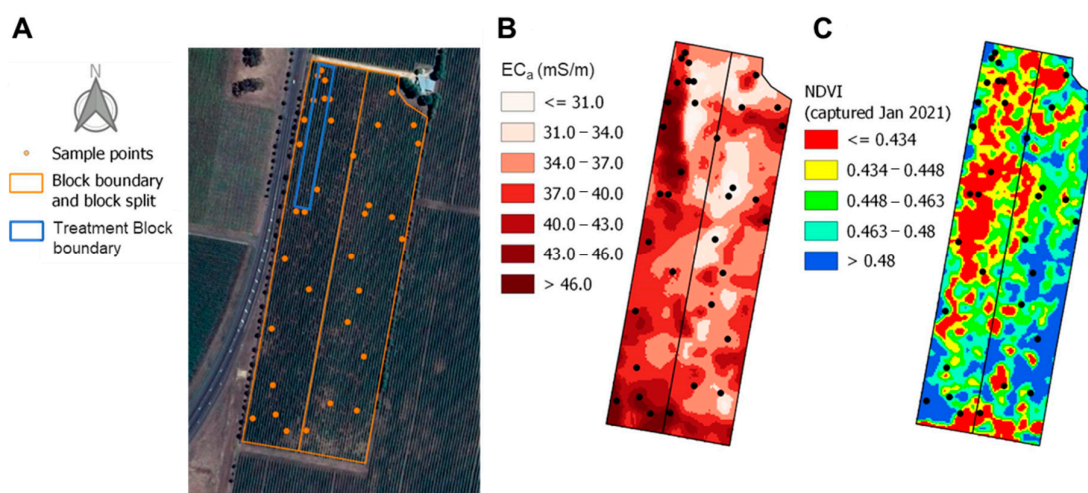 A
N
Sample points
Block boundary
and block split
Treatment Block
boundary
B
ECa (mS/m)
<= 31.0
31.0 – 34.0
34.0 – 37.0
37.0 – 40.0
40.0 – 43.0
43.0 – 46.0
> 46.0
C
NDVI
(captured Jan 2021)
<= 0.434
0.434 – 0.448
0.448 – 0.463
0.463 – 0.48
> 0.48